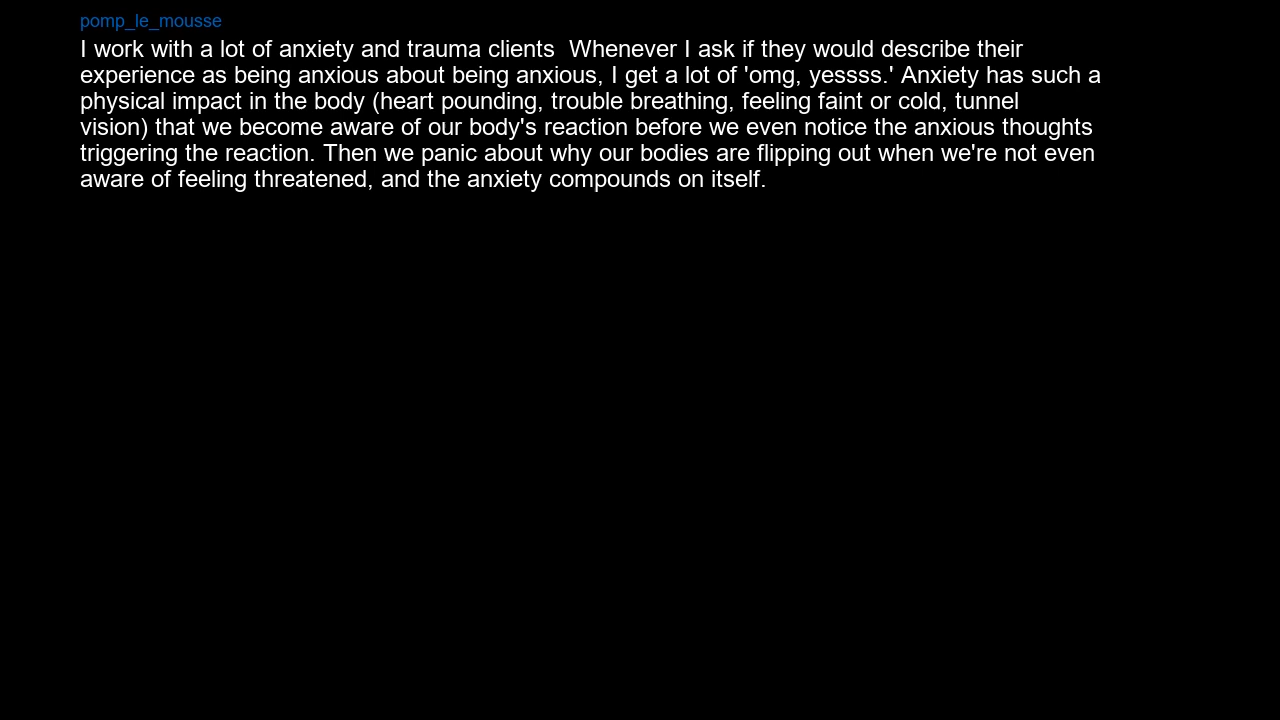 pomp_le_mousse
I work with a lot of anxiety and trauma clients  Whenever I ask if they would describe their
experience as being anxious about being anxious, I get a lot of 'omg, yessss.' Anxiety has such a
physical impact in the body (heart pounding, trouble breathing, feeling faint or cold, tunnel
vision) that we become aware of our body's reaction before we even notice the anxious thoughts
triggering the reaction. Then we panic about why our bodies are flipping out when we're not even
aware of feeling threatened, and the anxiety compounds on itself.